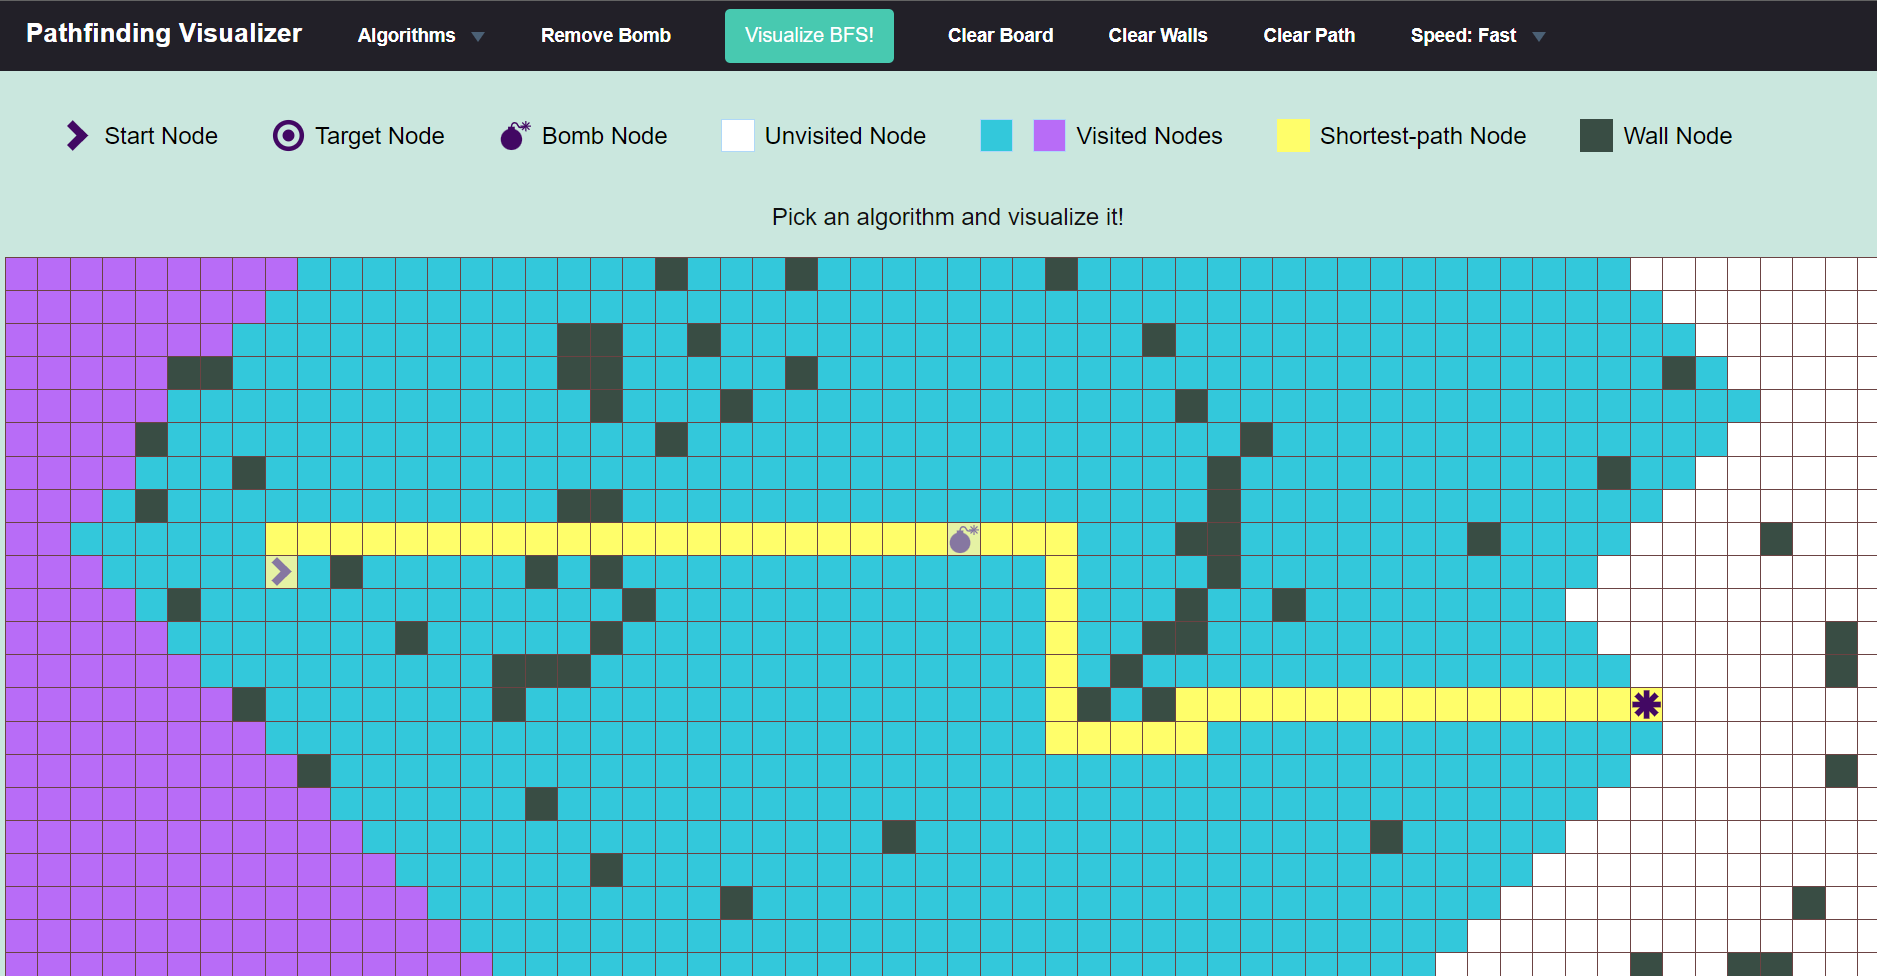 Pathfinding Visualizer Algorithms Remove Bomb Visualize BFS! Clear Board Clear Walls Clear Path Speed: Fast
Start Node Target Node Bomb Node Unvisited Node Visited Nodes Shortest-path Node Wall Node
Pick an algorithm and visualize it!